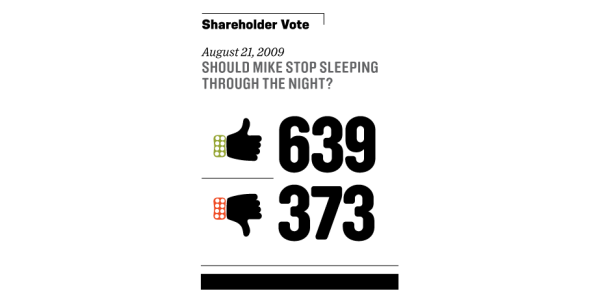 Shareholder Vote
August 21, 2009
SHOULD MIKE STOP SLEEPING
THROUGH THE NIGHT?
639
373